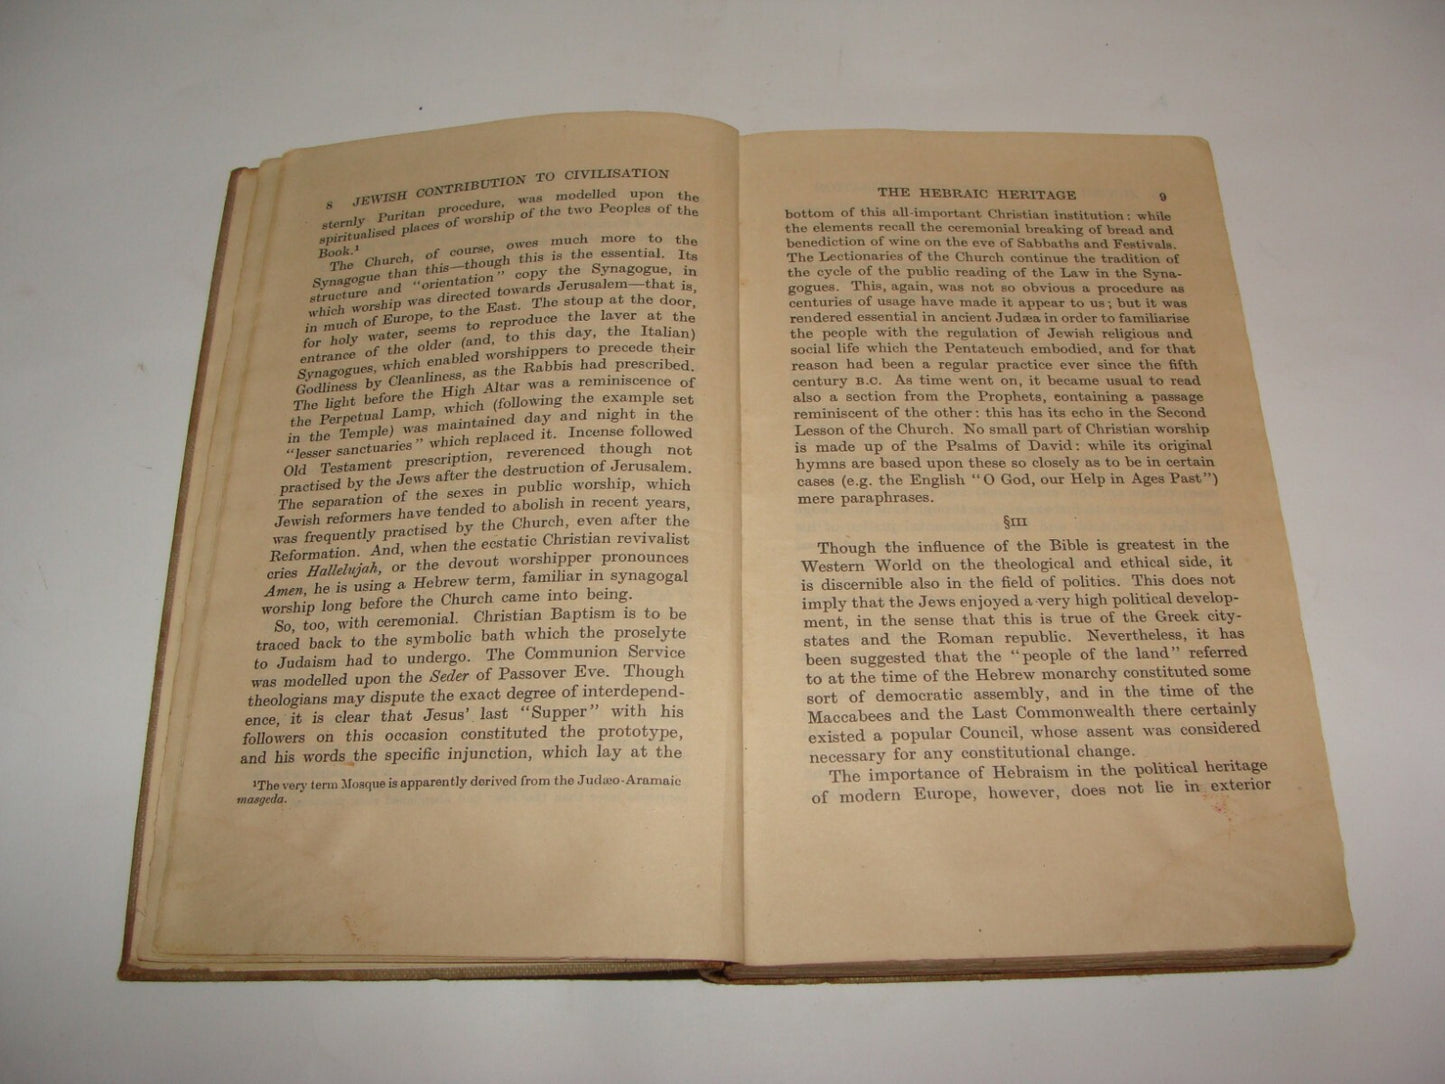 8 JEWISH CONTRIBUTION TO CIVILISATION
sternly Puritan procedure, was modelled upon the
spiritualised places of worship of the two Peoples of the
Book.¹
The Church, of course, owes much more to the
Synagogue than this—though this is the essential. Its
structure and "orientation" copy the Synagogue, in
which worship was directed towards Jerusalem—that is,
in much of Europe, to the East. The stoup at the door,
for holy water, seems to reproduce the laver at the
entrance of the older (and, to this day, the Italian)
Synagogues, which enabled worshippers to precede their
Godliness by Cleanliness, as the Rabbis had prescribed.
The light before the High Altar was a reminiscence of
the Perpetual Lamp, which (following the example set
in the Temple) was maintained day and night in the
"lesser sanctuaries" which replaced it. Incense followed
Old Testament prescription, reverenced though not
practised by the Jews after the destruction of Jerusalem.
The separation of the sexes in public worship, which
Jewish reformers have tended to abolish in recent years,
was frequently practised by the Church, even after the
Reformation. And, when the ecstatic Christian revivalist
cries Hallelujah, or the devout worshipper pronounces
Amen, he is using a Hebrew term, familiar in synagogal
worship long before the Church came into being.
So, too, with ceremonial. Christian Baptism is to be
traced back to the symbolic bath which the proselyte
to Judaism had to undergo. The Communion Service
was modelled upon the Seder of Passover Eve. Though
theologians may dispute the exact degree of interdepend-
ence, it is clear that Jesus' last "Supper" with his
followers on this occasion constituted the prototype,
and his words the specific injunction, which lay at the
¹The very term Mosque is apparently derived from the Judæo-Aramaic
masgeda.
THE HEBRAIC HERITAGE 9
bottom of this all-important Christian institution: while
the elements recall the ceremonial breaking of bread and
benediction of wine on the eve of Sabbaths and Festivals.
The Lectionaries of the Church continue the tradition of
the cycle of the public reading of the Law in the Syna-
gogues. This, again, was not so obvious a procedure as
centuries of usage have made it appear to us; but it was
rendered essential in ancient Judæa in order to familiarise
the people with the regulation of Jewish religious and
social life which the Pentateuch embodied, and for that
reason had been a regular practice ever since the fifth
century B.C. As time went on, it became usual to read
also a section from the Prophets, containing a passage
reminiscent of the other: this has its echo in the Second
Lesson of the Church. No small part of Christian worship
is made up of the Psalms of David: while its original
hymns are based upon these so closely as to be in certain
cases (e.g. the English "O God, our Help in Ages Past")
mere paraphrases.
§III
Though the influence of the Bible is greatest in the
Western World on the theological and ethical side, it
is discernible also in the field of politics. This does not
imply that the Jews enjoyed a very high political develop-
ment, in the sense that this is true of the Greek city-
states and the Roman republic. Nevertheless, it has
been suggested that the "people of the land" referred
to at the time of the Hebrew monarchy constituted some
sort of democratic assembly, and in the time of the
Maccabees and the Last Commonwealth there certainly
existed a popular Council, whose assent was considered
necessary for any constitutional change.
The importance of Hebraism in the political heritage
of modern Europe, however, does not lie in exterior